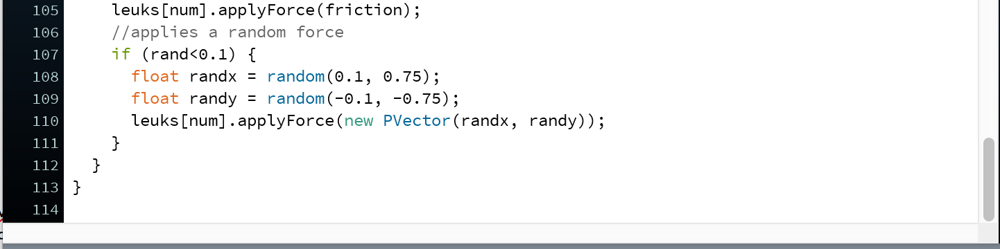 105 leuks[num].applyForce(friction);
106 //applies a random force
107 if (rand<0.1) {
108 float randx = random(0.1, 0.75);
109 float randy = random(-0.1, -0.75);
110 leuks[num].applyForce(new PVector(randx, randy));
111 }
112 }
113 }
114